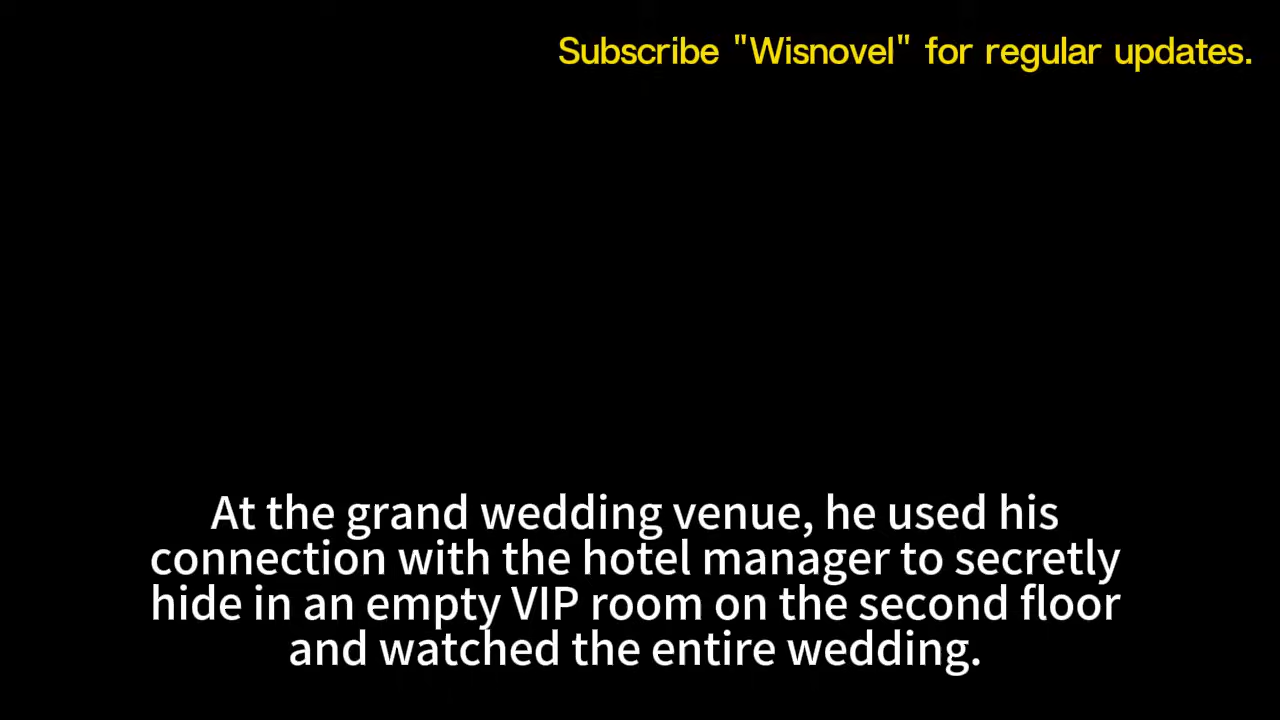 Subscribe "Wisnovel" for regular updates.
At the grand wedding venue, he used his
connection with the hotel manager to secretly
hide in an empty VIP room on the second floor
and watched the entire wedding.